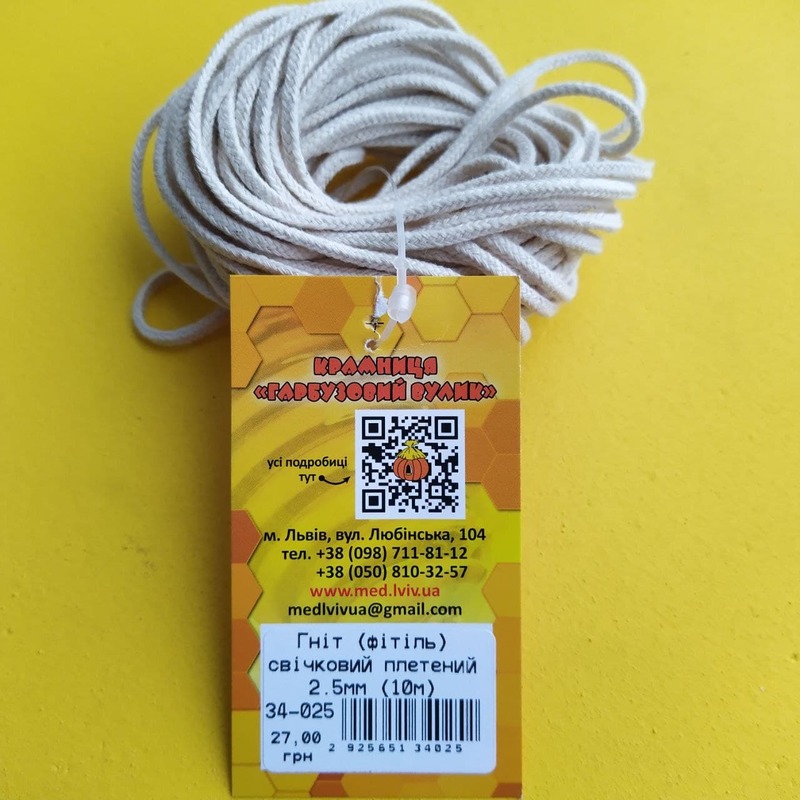 КРАМНИЦЯ
«ГАРБУЗОВИЙ ВУЛИК»
усі подробиці
тут
м. Львів, вул. Любінська, 104
тел. +38 (098) 711-81-12
+38 (050) 810-32-57
www.med.lviv.ua
medlvivua@gmail.com
Гніт (фітіль)
свічковий плетений
2.5мм (10м)
34-025
27,00
грн
2 925651 34025